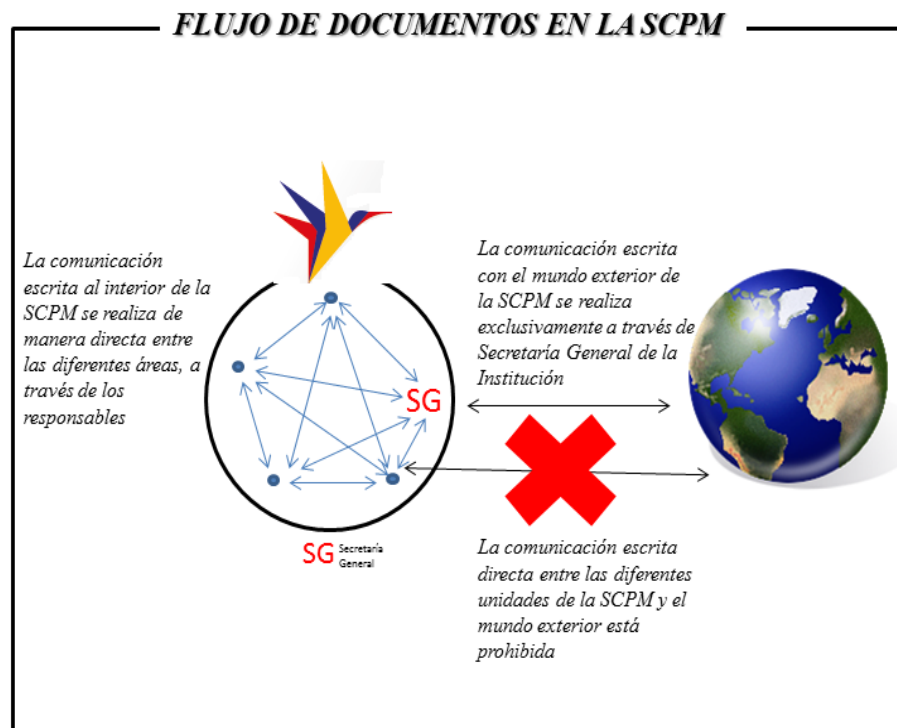 FLUJO DE DOCUMENTOS EN LA SCPM
La comunicación
escrita al interior de la
SCPM se realiza de
manera directa entre
las diferentes áreas, a
través de los
responsables
La comunicación escrita
con el mundo exterior de
la SCPM se realiza
exclusivamente a través de
Secretaría General de la
Institución
SG
SG Secretaría
General
La comunicación escrita
directa entre las diferentes
unidades de la SCPM y el
mundo exterior está
prohibida